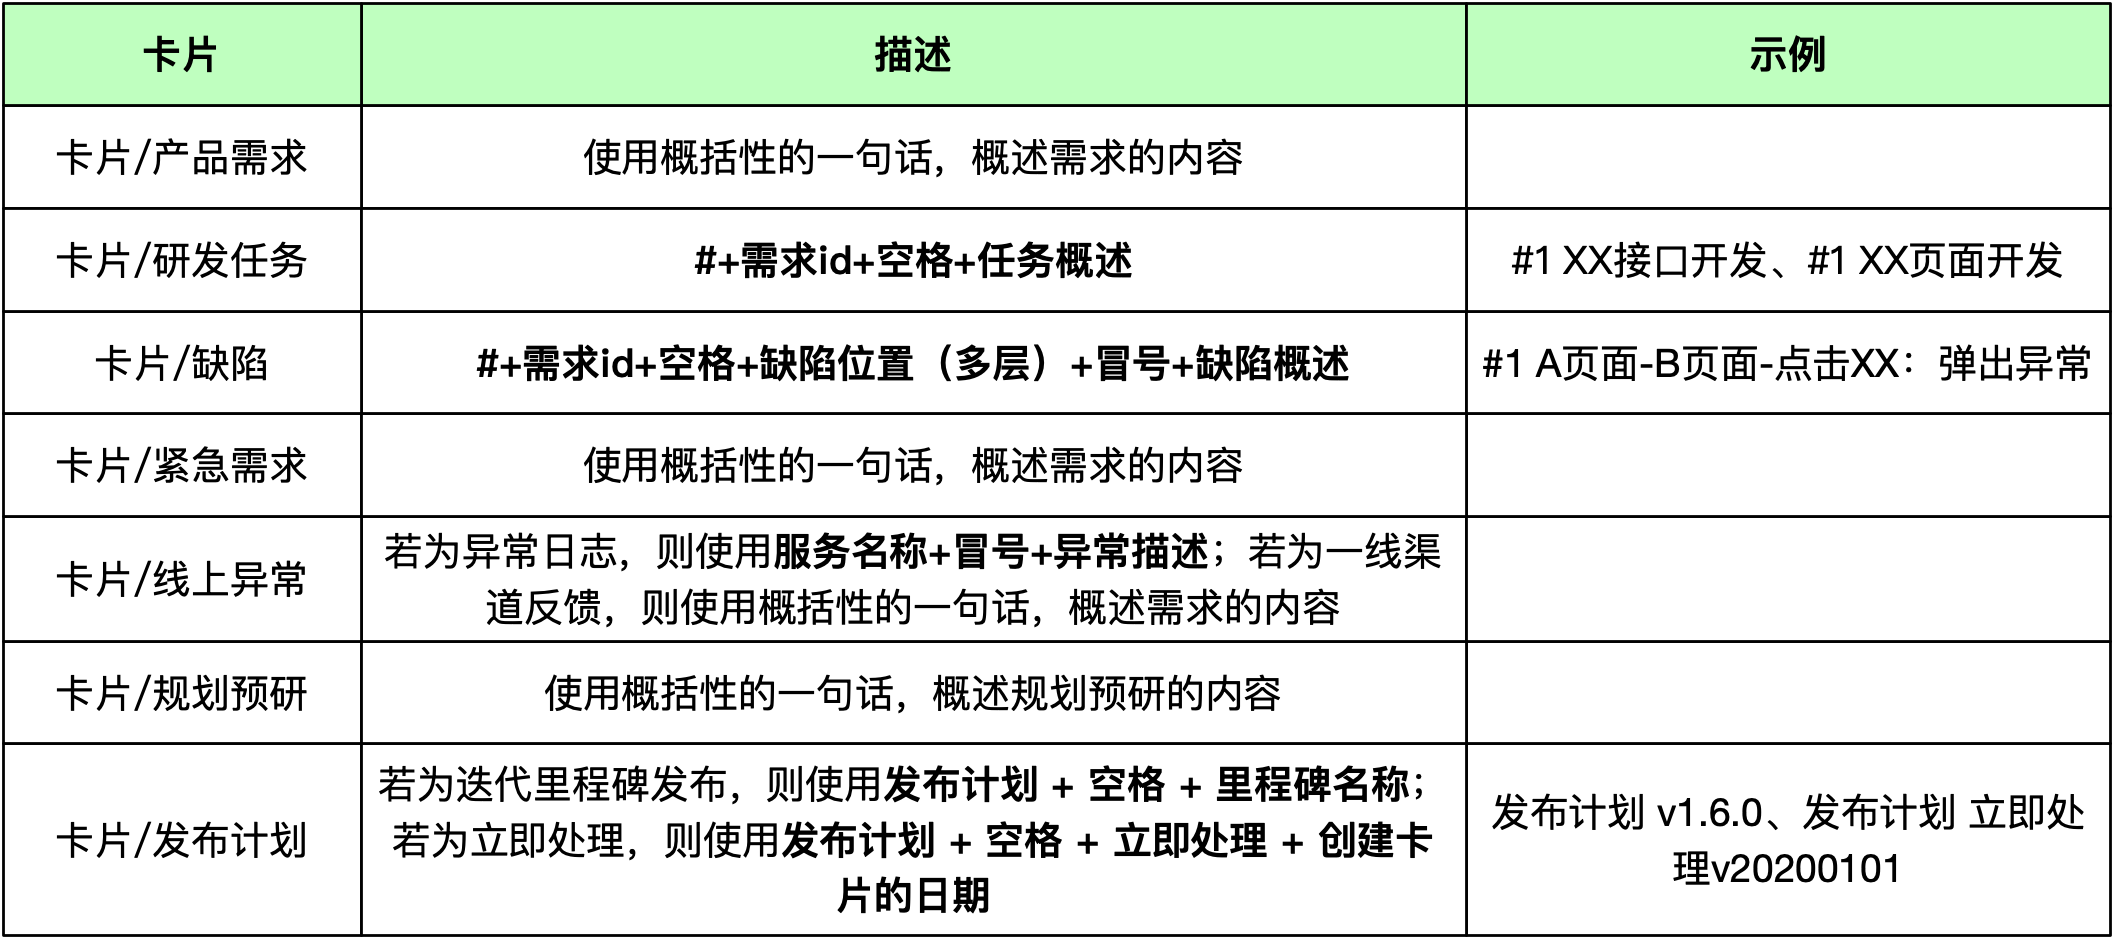 卡片 描述 示例
卡片/产品需求 使用概括性的一句话，概述需求的内容
卡片/研发任务 #+需求id+空格+任务概述 #1 XX接口开发、#1 XX页面开发
卡片/缺陷 #+需求id+空格+缺陷位置（多层）+冒号+缺陷概述 #1 A页面-B页面-点击XX：弹出异常
卡片/紧急需求 使用概括性的一句话，概述需求的内容
卡片/线上异常
若为异常日志，则使用服务名称+冒号+异常描述；若为一线渠
道反馈，则使用概括性的一句话，概述需求的内容
卡片/规划预研 使用概括性的一句话，概述规划预研的内容
卡片/发布计划
若为迭代里程碑发布，则使用发布计划 + 空格 + 里程碑名称；
若为立即处理，则使用发布计划 + 空格 + 立即处理 + 创建卡
片的日期
发布计划 v1.6.0、发布计划 立即处
理v20200101